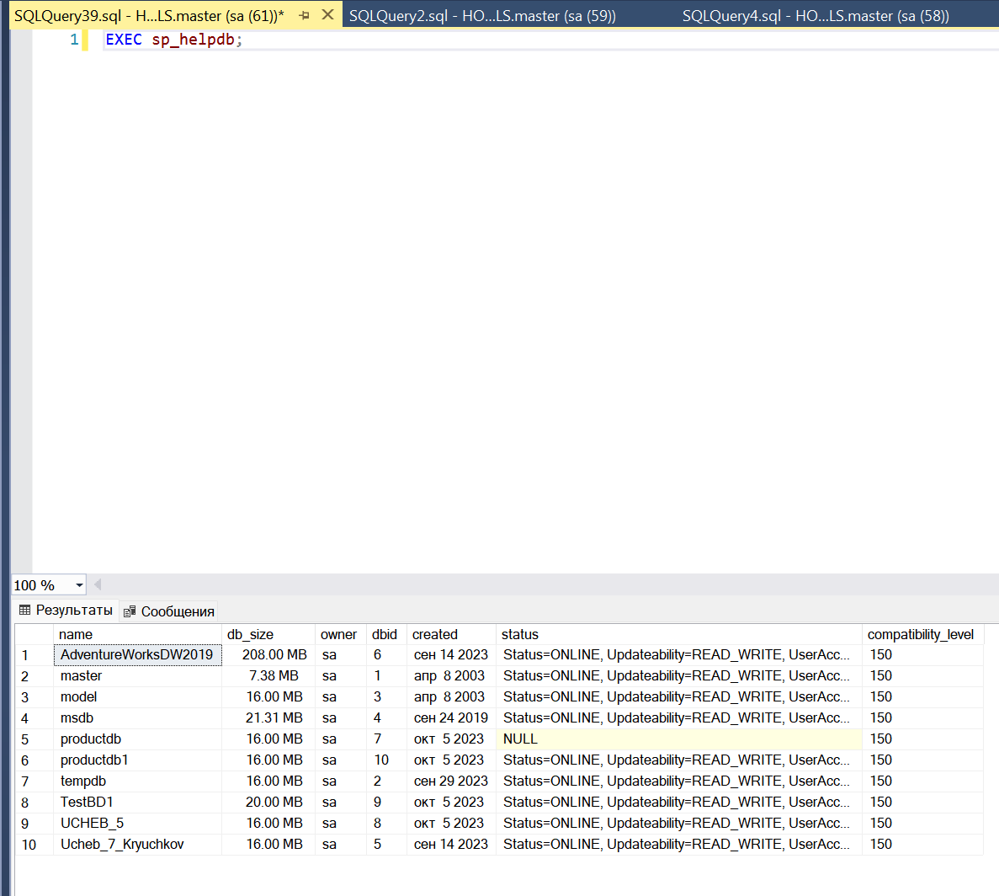 SQLQuery39.sql - H...LS.master (sa (61))* SQLQuery2.sql - HO...LS.master (sa (59)) SQLQuery4.sql - HO...LS.master (sa (58))
1 EXEC sp_helpdb;
100 %
Результаты Сообщения
name db_size owner dbid created status compatibility_level
1 AdventureWorksDW2019 208.00 MB sa 6 сен 14 2023 Status=ONLINE, Updateability=READ_WRITE, UserAcc... 150
2 master 7.38 MB sa 1 апр 8 2003 Status=ONLINE, Updateability=READ_WRITE, UserAcc... 150
3 model 16.00 MB sa 3 апр 8 2003 Status=ONLINE, Updateability=READ_WRITE, UserAcc... 150
4 msdb 21.31 MB sa 4 сен 24 2019 Status=ONLINE, Updateability=READ_WRITE, UserAcc... 150
5 productdb 16.00 MB sa 7 окт 5 2023 NULL 150
6 productdb1 16.00 MB sa 10 окт 5 2023 Status=ONLINE, Updateability=READ_WRITE, UserAcc... 150
7 tempdb 16.00 MB sa 2 сен 29 2023 Status=ONLINE, Updateability=READ_WRITE, UserAcc... 150
8 TestBD1 20.00 MB sa 9 окт 5 2023 Status=ONLINE, Updateability=READ_WRITE, UserAcc... 150
9 UCHEB_5 16.00 MB sa 8 окт 5 2023 Status=ONLINE, Updateability=READ_WRITE, UserAcc... 150
10 Ucheb_7_Kryuchkov 16.00 MB sa 5 сен 14 2023 Status=ONLINE, Updateability=READ_WRITE, UserAcc... 150